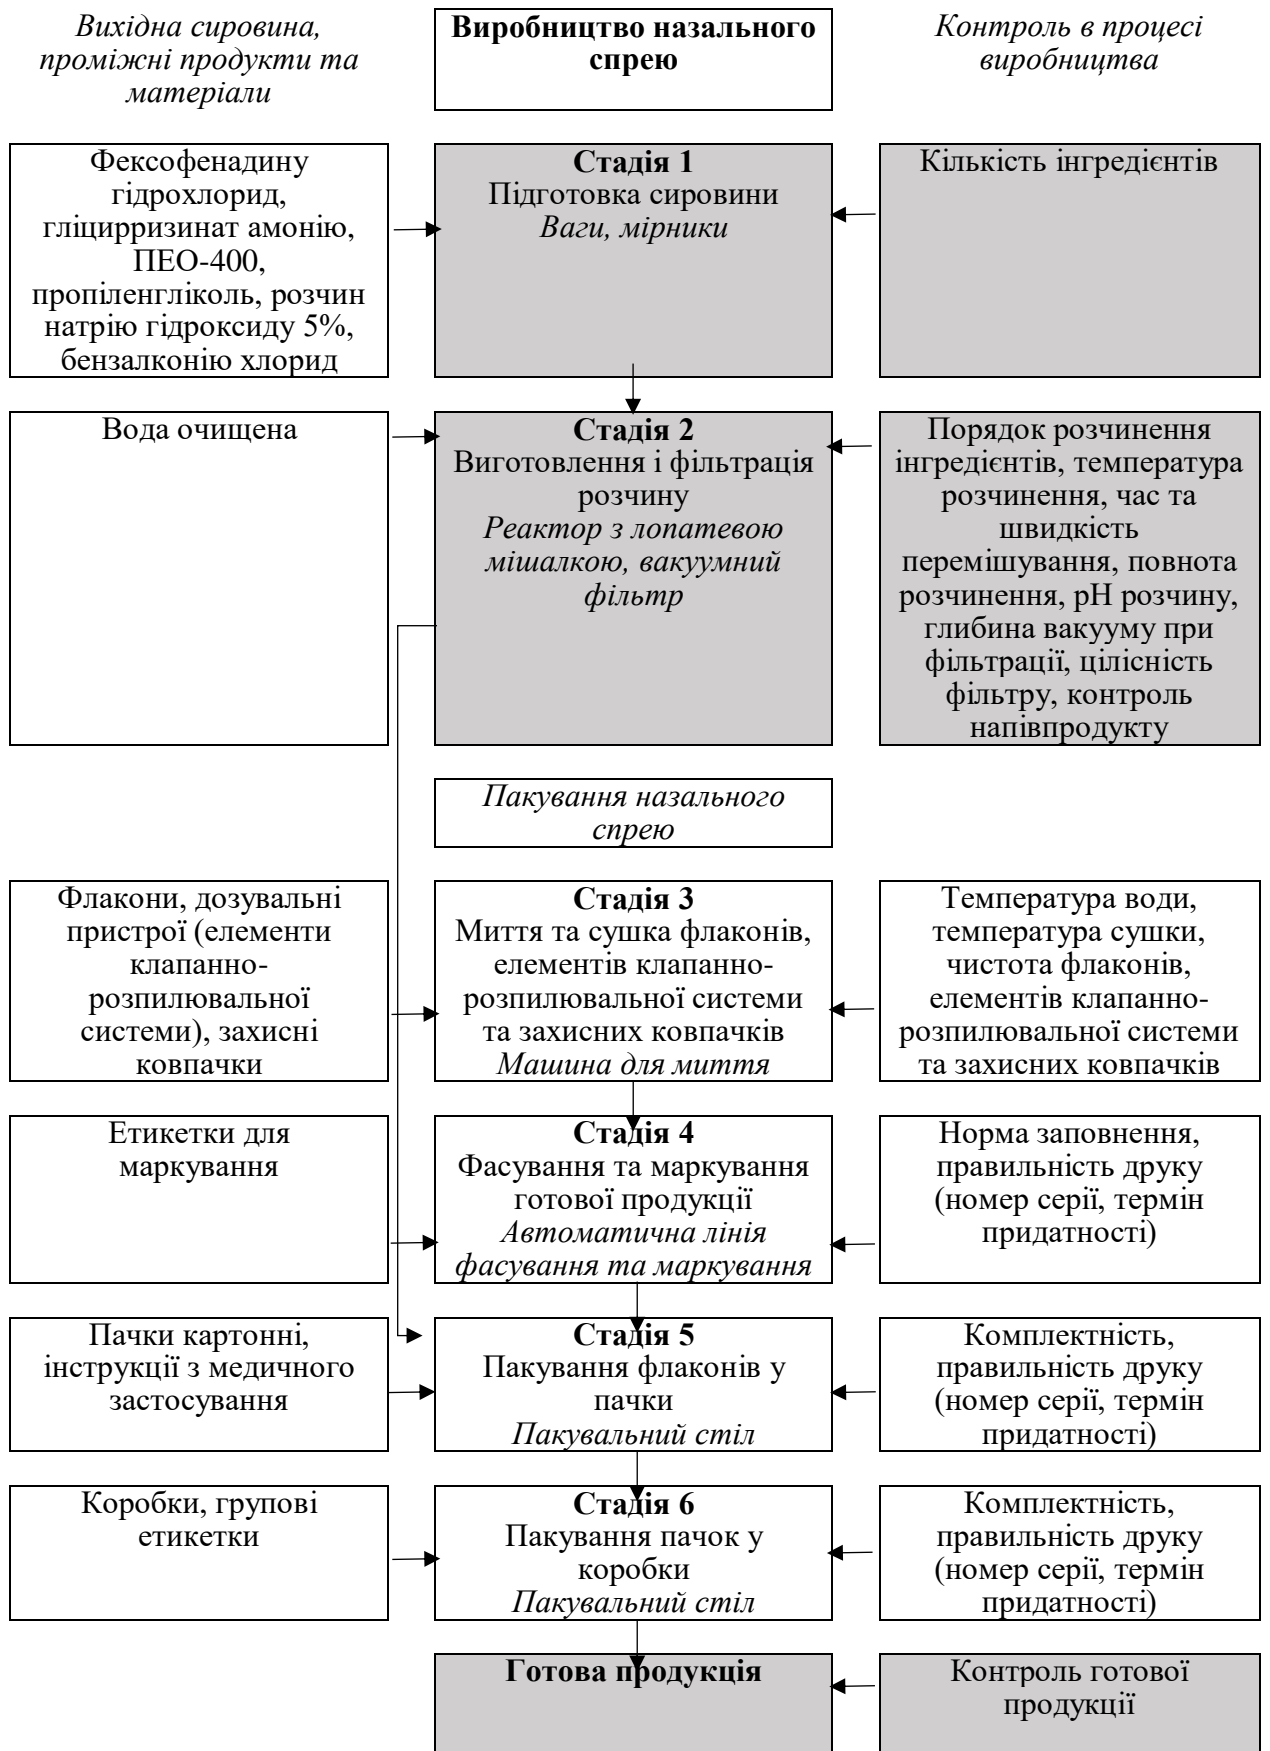 Вихідна сировина,
проміжні продукти та
матеріали
Виробництво назального
спрею
Контроль в процесі
виробництва
Фексофенадину
гідрохлорид,
гліцирризинат амонію,
ПЕО-400,
пропіленгліколь, розчин
натрію гідроксиду 5%,
бензалконію хлорид
Стадія 1
Підготовка сировини
Ваги, мірники
Кількість інгредієнтів
Вода очищена
Стадія 2
Виготовлення і фільтрація
розчину
Реактор з лопатевою
мішалкою, вакуумний
фільтр
Порядок розчинення
інгредієнтів, температура
розчинення, час та
швидкість
перемішування, повнота
розчинення, рН розчину,
глибина вакууму при
фільтрації, цілісність
фільтру, контроль
напівпродукту
Пакування назального
спрею
Флакони, дозувальні
пристрої (елементи
клапанно-
розпилювальної
системи), захисні
ковпачки
Стадія 3
Миття та сушка флаконів,
елементів клапанно-
розпилювальної системи
та захисних ковпачків
Машина для миття
Температура води,
температура сушки,
чистота флаконів,
елементів клапанно-
розпилювальної системи
та захисних ковпачків
Етикетки для
маркування
Стадія 4
Фасування та маркування
готової продукції
Автоматична лінія
фасування та маркування
Норма заповнення,
правильність друку
(номер серії, термін
придатності)
Пачки картонні,
інструкції з медичного
застосування
Стадія 5
Пакування флаконів у
пачки
Пакувальний стіл
Комплектність,
правильність друку
(номер серії, термін
придатності)
Коробки, групові
етикетки
Стадія 6
Пакування пачок у
коробки
Пакувальний стіл
Комплектність,
правильність друку
(номер серії, термін
придатності)
Готова продукція
Контроль готової
продукції